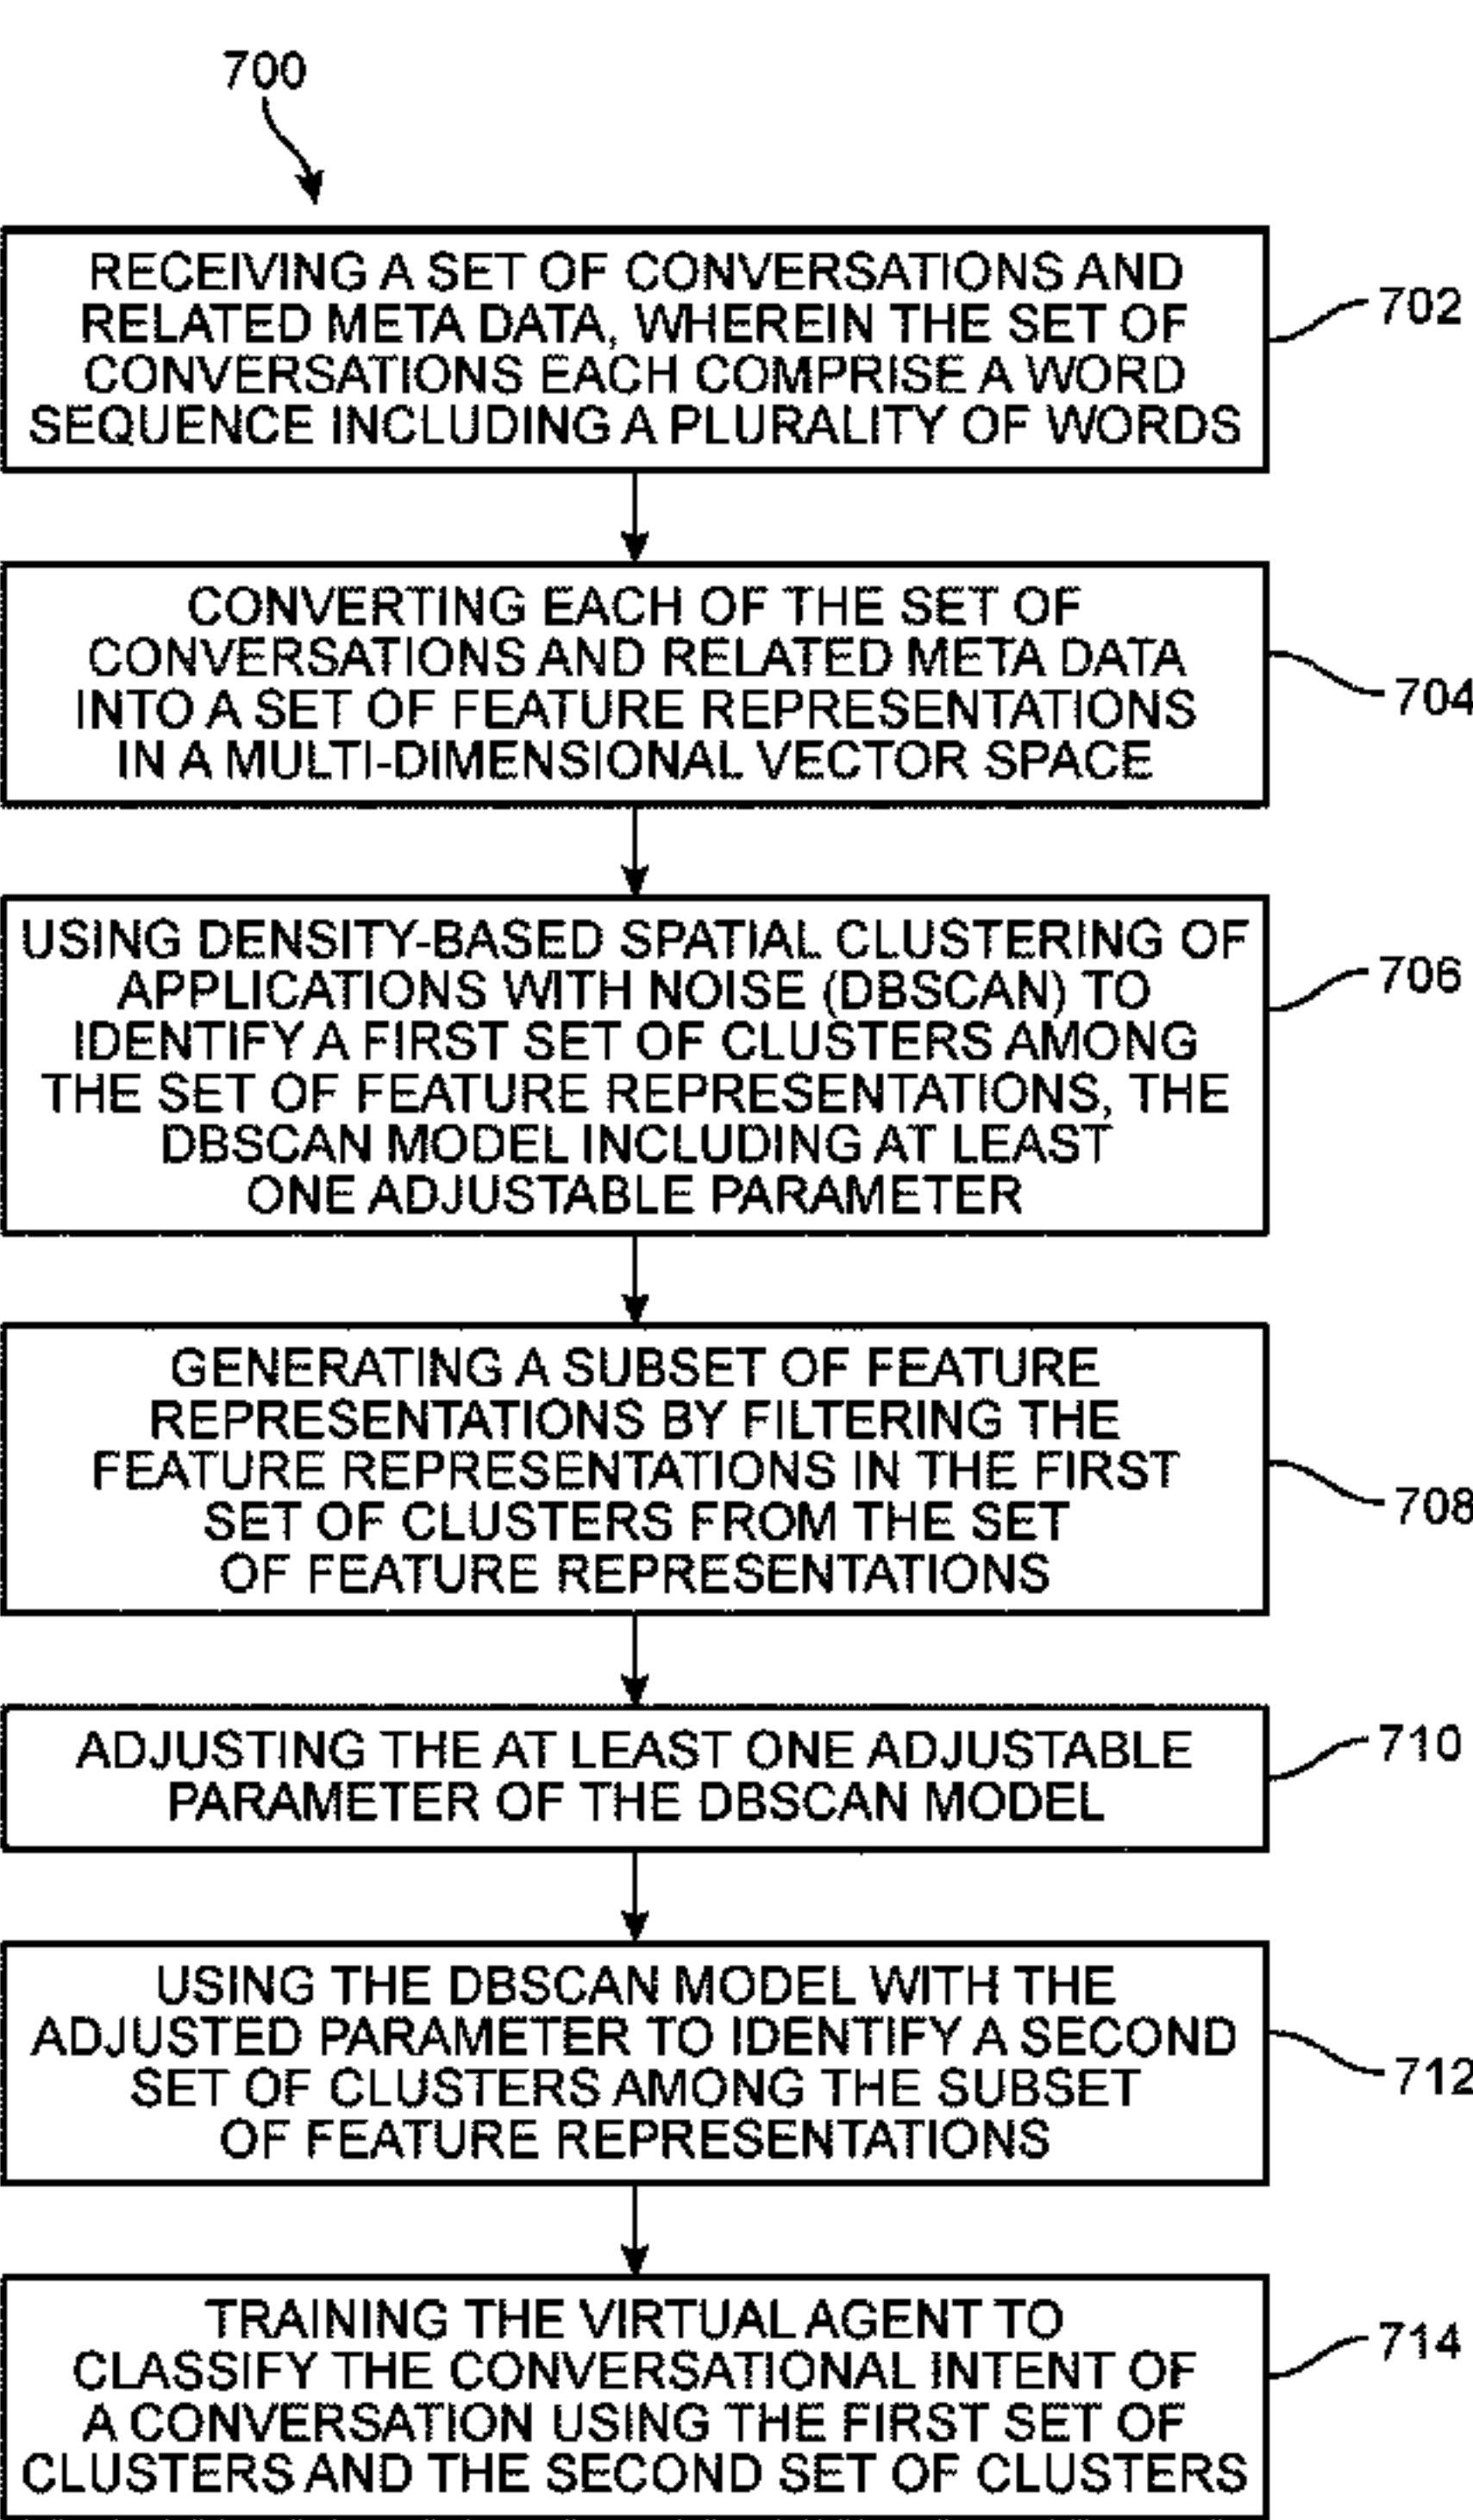 700
RECEIVING A SET OF CONVERSATIONS AND
RELATED META DATA, WHEREIN THE SET OF
CONVERSATIONS EACH COMPRISE A WORD
SEQUENCE INCLUDING A PLURALITY OF WORDS
702
CONVERTING EACH OF THE SET OF
CONVERSATIONS AND RELATED META DATA
INTO A SET OF FEATURE REPRESENTATIONS
IN A MULTI-DIMENSIONAL VECTOR SPACE
704
USING DENSITY-BASED SPATIAL CLUSTERING OF
APPLICATIONS WITH NOISE (DBSCAN) TO
IDENTIFY A FIRST SET OF CLUSTERS AMONG
THE SET OF FEATURE REPRESENTATIONS, THE
DBSCAN MODEL INCLUDING AT LEAST
ONE ADJUSTABLE PARAMETER
706
GENERATING A SUBSET OF FEATURE
REPRESENTATIONS BY FILTERING THE
FEATURE REPRESENTATIONS IN THE FIRST
SET OF CLUSTERS FROM THE SET
OF FEATURE REPRESENTATIONS
708
ADJUSTING THE AT LEAST ONE ADJUSTABLE
PARAMETER OF THE DBSCAN MODEL
710
USING THE DBSCAN MODEL WITH THE
ADJUSTED PARAMETER TO IDENTIFY A SECOND
SET OF CLUSTERS AMONG THE SUBSET
OF FEATURE REPRESENTATIONS
712
TRAINING THE VIRTUAL AGENT TO
CLASSIFY THE CONVERSATIONAL INTENT OF
A CONVERSATION USING THE FIRST SET OF
CLUSTERS AND THE SECOND SET OF CLUSTERS
714